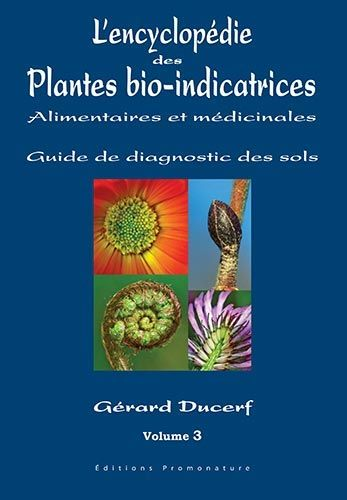 L'encyclopédie
des
Plantes bio-indicatrices
Alimentaires et médicinales
Guide de diagnostic des sols
Gérard Ducerf
Volume 3
Éditions Promonature